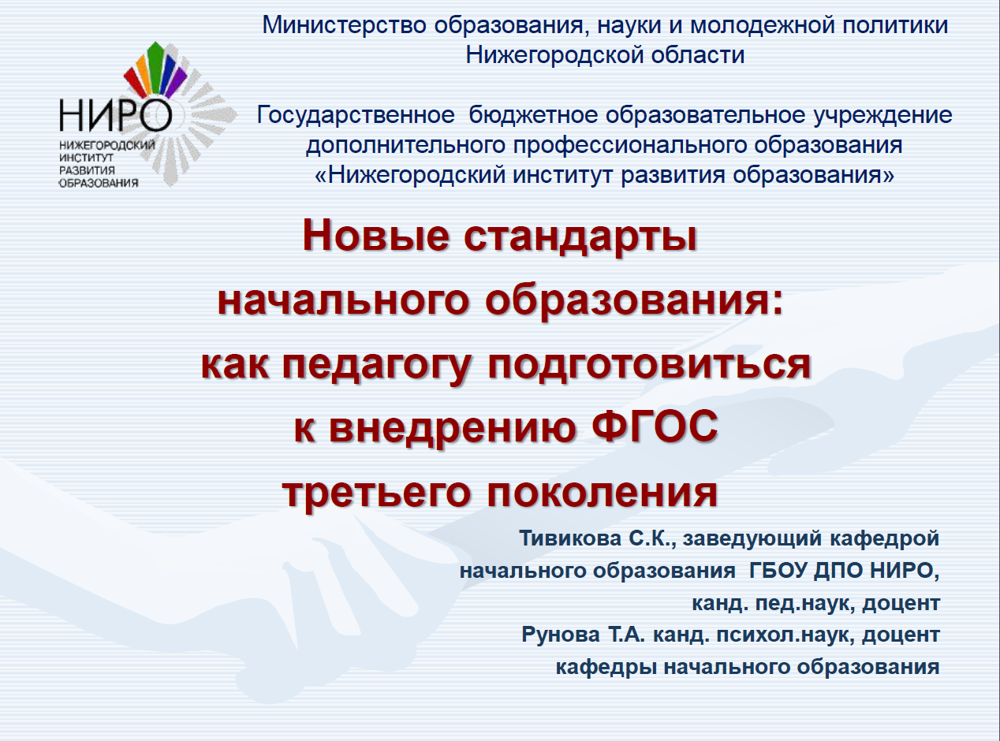 Министерство образования, науки и молодежной политики
Нижегородской области
НИРО
НИЖЕГОРОДСКИЙ
ИНСТИТУТ
РАЗВИТИЯ
ОБРАЗОВАНИЯ
Государственное бюджетное образовательное учреждение
дополнительного профессионального образования
«Нижегородский институт развития образования»
Новые стандарты
начального образования:
как педагогу подготовиться
к внедрению ФГОС
третьего поколения
Тивикова С.К., заведующий кафедрой
начального образования ГБОУ ДПО НИРО,
канд. пед.наук, доцент
Рунова Т.А. канд. психол.наук, доцент
кафедры начального образования